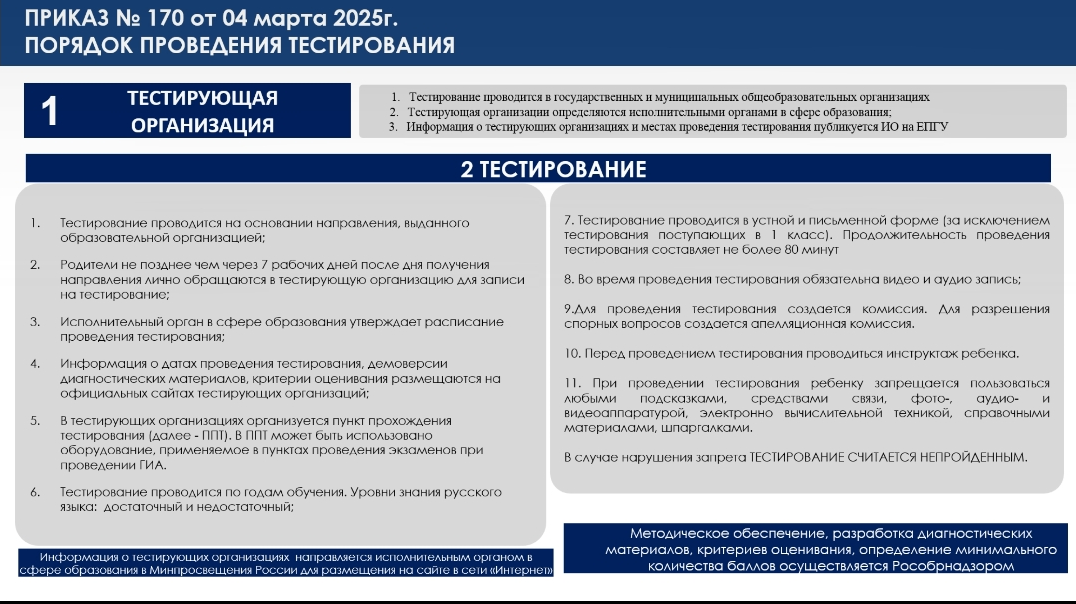 ПРИКАЗ № 170 от 04 марта 2025г.
ПОРЯДОК ПРОВЕДЕНИЯ ТЕСТИРОВАНИЯ
1
ТЕСТИРУЮЩАЯ
ОРГАНИЗАЦИЯ
1. Тестирование проводится в государственных и муниципальных общеобразовательных организациях
2. Тестирующая организации определяются исполнительными органами в сфере образования;
3. Информация о тестирующих организациях и местах проведения тестирования публикуется ИО на ЕПГУ
2 ТЕСТИРОВАНИЕ
1. Тестирование проводится на основании направления, выданного
образовательной организацией;
2. Родители не позднее чем через 7 рабочих дней после дня получения
направления лично обращаются в тестирующую организацию для записи
на тестирование;
3. Исполнительный орган в сфере образования утверждает расписание
проведения тестирования;
4. Информация о датах проведения тестирования, демоверсии
диагностических материалов, критерии оценивания размещаются на
официальных сайтах тестирующих организаций;
5. В тестирующих организациях организуется пункт прохождения
тестирования (далее - ППТ). В ППТ может быть использовано
оборудование, применяемое в пунктах проведения экзаменов при
проведении ГИА.
6. Тестирование проводится по годам обучения. Уровни знания русского
языка: достаточный и недостаточный;
7. Тестирование проводится в устной и письменной форме (за исключением
тестирования поступающих в 1 класс). Продолжительность проведения
тестирования составляет не более 80 минут
8. Во время проведения тестирования обязательна видео и аудио запись;
9.Для проведения тестирования создается комиссия. Для разрешения
спорных вопросов создается апелляционная комиссия.
10. Перед проведением тестирования проводиться инструктаж ребенка.
11. При проведении тестирования ребенку запрещается пользоваться
любыми подсказками, средствами связи, фото-, аудио- и
видеоаппаратурой, электронно вычислительной техникой, справочными
материалами, шпаргалками.
В случае нарушения запрета ТЕСТИРОВАНИЕ СЧИТАЕТСЯ НЕПРОЙДЕННЫМ.
Информация о тестирующих организациях направляется исполнительным органом в
сфере образования в Минпросвещения России для размещения на сайте в сети «Интернет»
Методическое обеспечение, разработка диагностических
материалов, критериев оценивания, определение минимального
количества баллов осуществляется Рособрнадзором